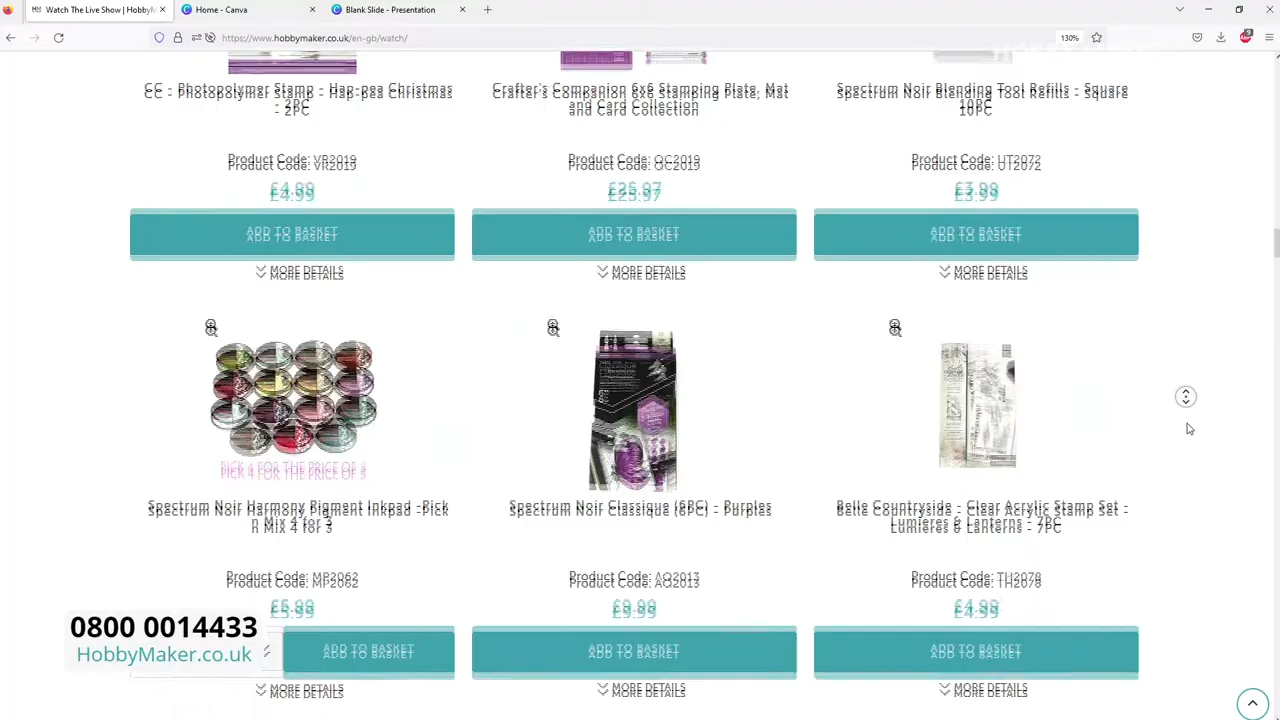 Watch The Live Show | HobbyM
Home - Canva
Blank Slide - Presentation
https://www.hobbymaker.co.uk/en-gb/watch/
130%
CC - Photopolymer Stamp - Hap-pea Christmas
- 2PC
Crafter's Companion 6x6 Stamping Plate, Mat
and Card Collection
Spectrum Noir Blending Tool Refills - Square
10PC
Product Code: VR2019
Product Code: QC2019
Product Code: UT2072
£4.99
£25.97
£3.99
ADD TO BASKET
ADD TO BASKET
ADD TO BASKET
MORE DETAILS
MORE DETAILS
MORE DETAILS
PICK 4 FOR THE PRICE OF 3
Spectrum Noir Harmony Pigment Inkpad -Pick
n Mix 4 for 3
Spectrum Noir Classique (6PC) - Purples
Belle Countryside - Clear Acrylic Stamp Set -
Lumieres & Lanterns - 7PC
Product Code: MP2062
Product Code: AO2013
Product Code: TH2078
£5.99
£9.99
£4.99
0800 0014433
HobbyMaker.co.uk
ADD TO BASKET
ADD TO BASKET
ADD TO BASKET
MORE DETAILS
MORE DETAILS
MORE DETAILS